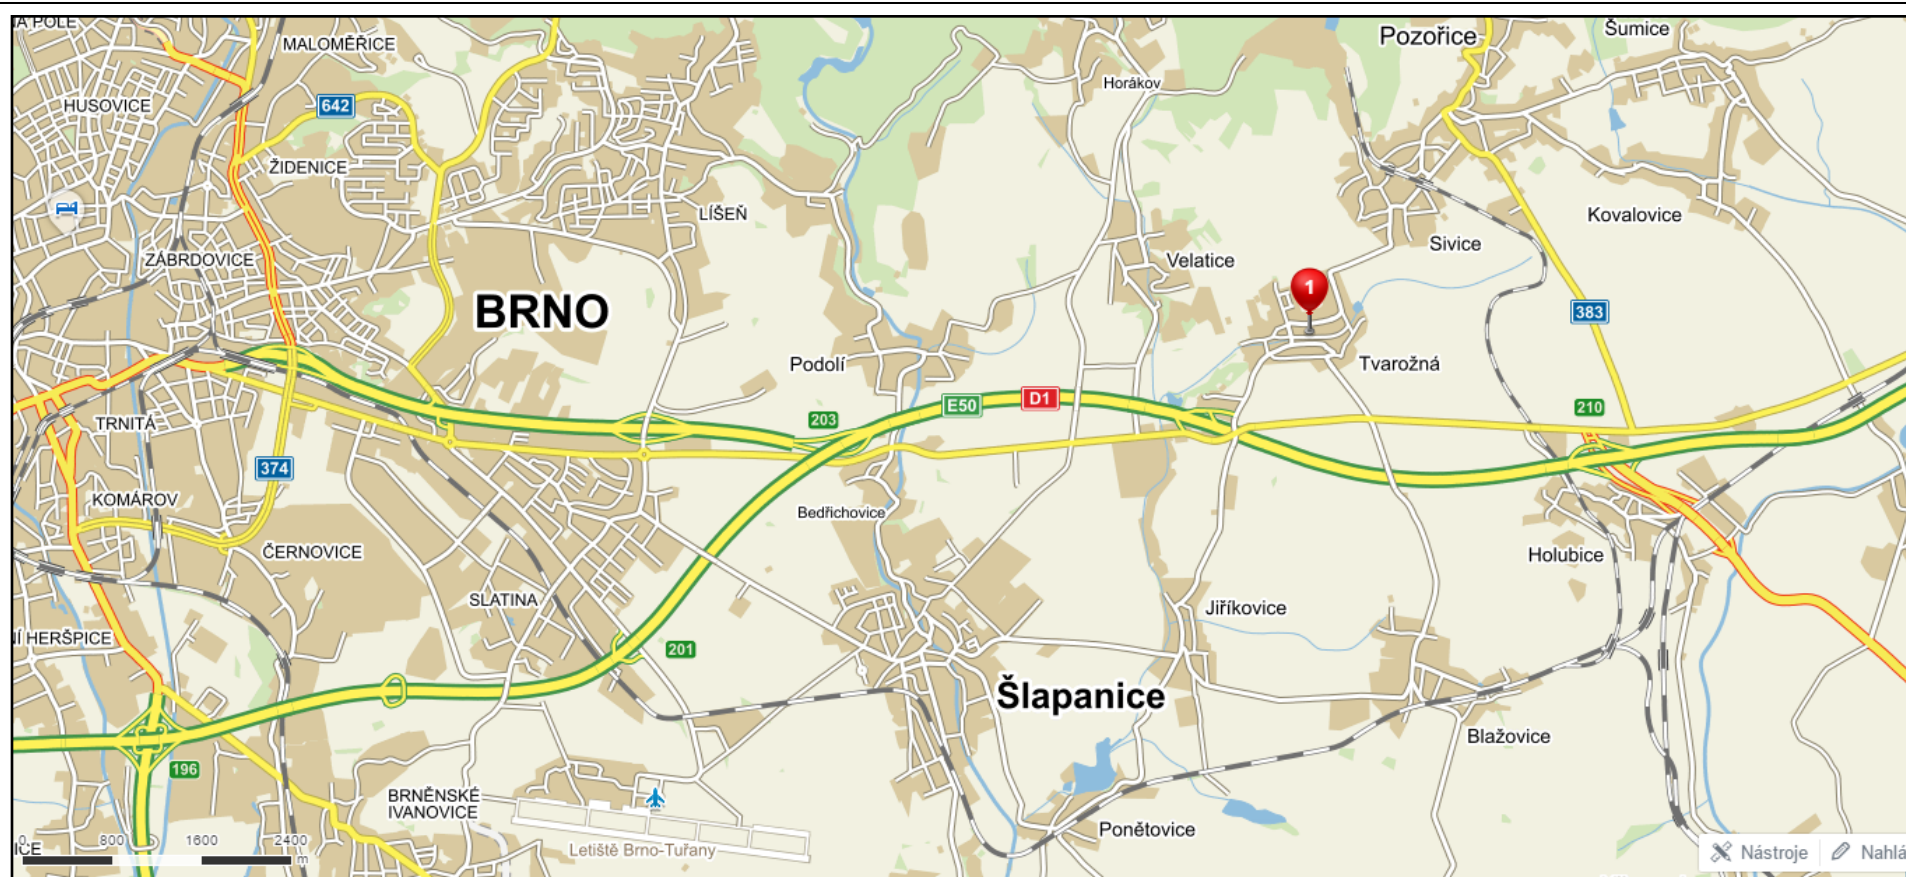 MALOMĚŘICE
Pozořice
Šumice
Horákov
HUSOVICE
642
ŽIDENICE
LÍŠEŇ
Kovalovice
Sivice
ZÁBRDOVICE
Velatice
1
BRNO
383
Podolí
Tvarožná
E50
D1
210
203
TRNITÁ
374
KOMÁROV
Bedřichovice
ČERNOVICE
Holubice
SLATINA
Jiříkovice
NÍ HERŠPICE
201
Šlapanice
Blažovice
196
BRNĚNSKÉ
IVANOVICE
Ponětovice
0 800 1600 2400
m
ICE
Letiště Brno-Tuřany
Nástroje
Nahlá